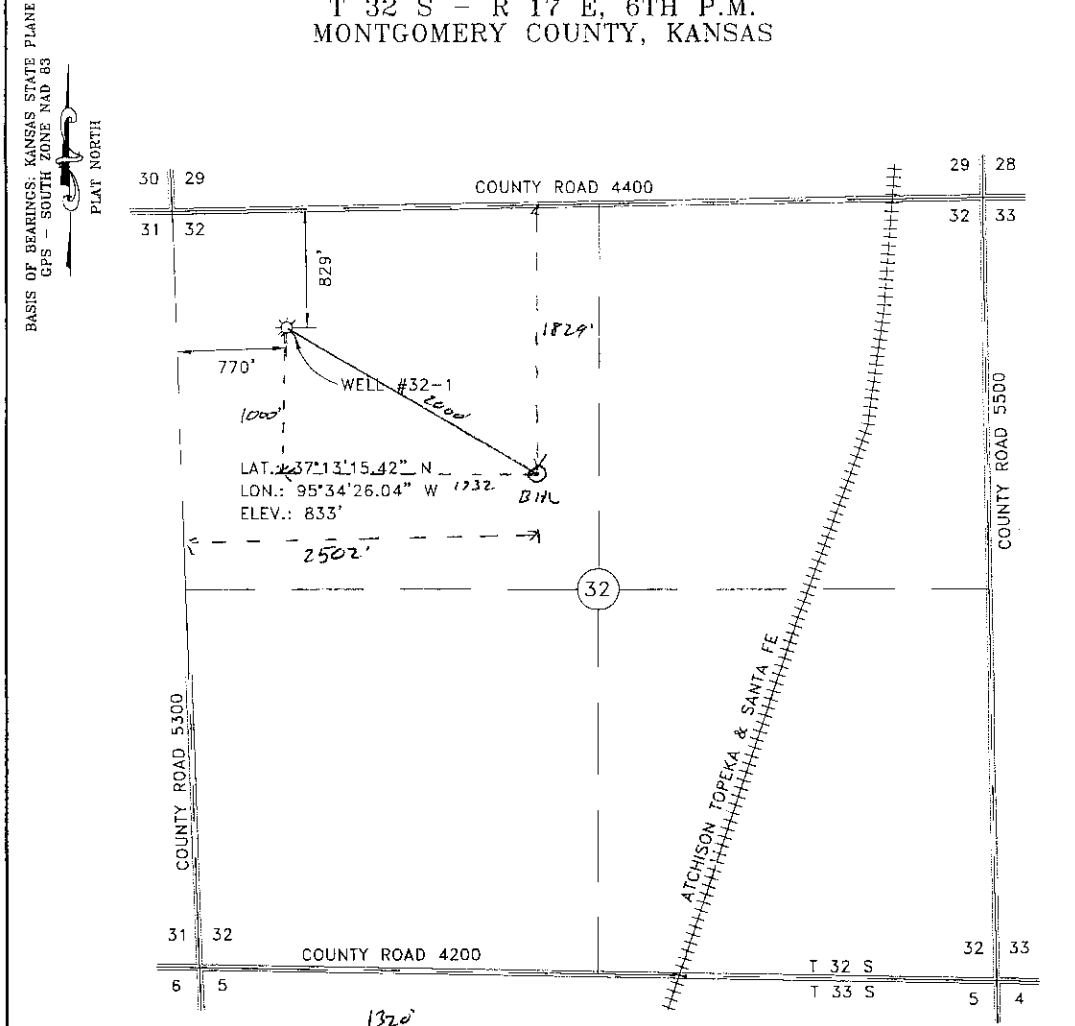 T 32 S – R 17 E, 6TH P.M.
MONTGOMERY COUNTY, KANSAS
BASIS OF BEARINGS: KANSAS STATE PLANE
GPS – SOUTH ZONE NAD 83
PLAT NORTH
30 29
29 28
COUNTY ROAD 4400
31 32
32 33
829'
1829'
770'
WELL #32-1
2000'
1000'
LAT.: 37°13'15.42" N
LON.: 95°34'26.04" W
1732
BHL
ELEV.: 833'
2502'
COUNTY ROAD 5500
32
COUNTY ROAD 5300
ATCHISON TOPEKA & SANTA FE
31 32
COUNTY ROAD 4200
32 33
T 32 S
6 5
T 33 S
5 4
1320'